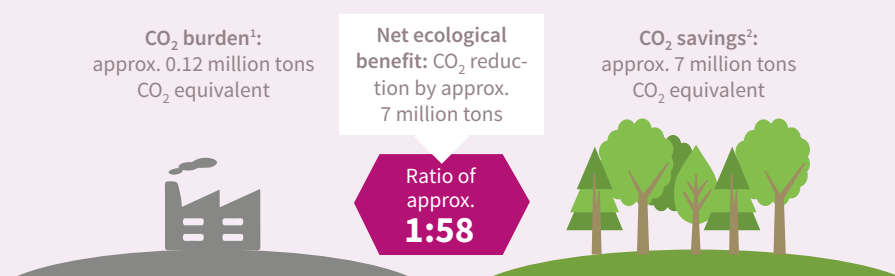 CO₂ burden¹:
approx. 0.12 million tons
CO₂ equivalent
Net ecological
benefit: CO₂ reduc-
tion by approx.
7 million tons
Ratio of
approx.
1:58
CO₂ savings²:
approx. 7 million tons
CO₂ equivalent